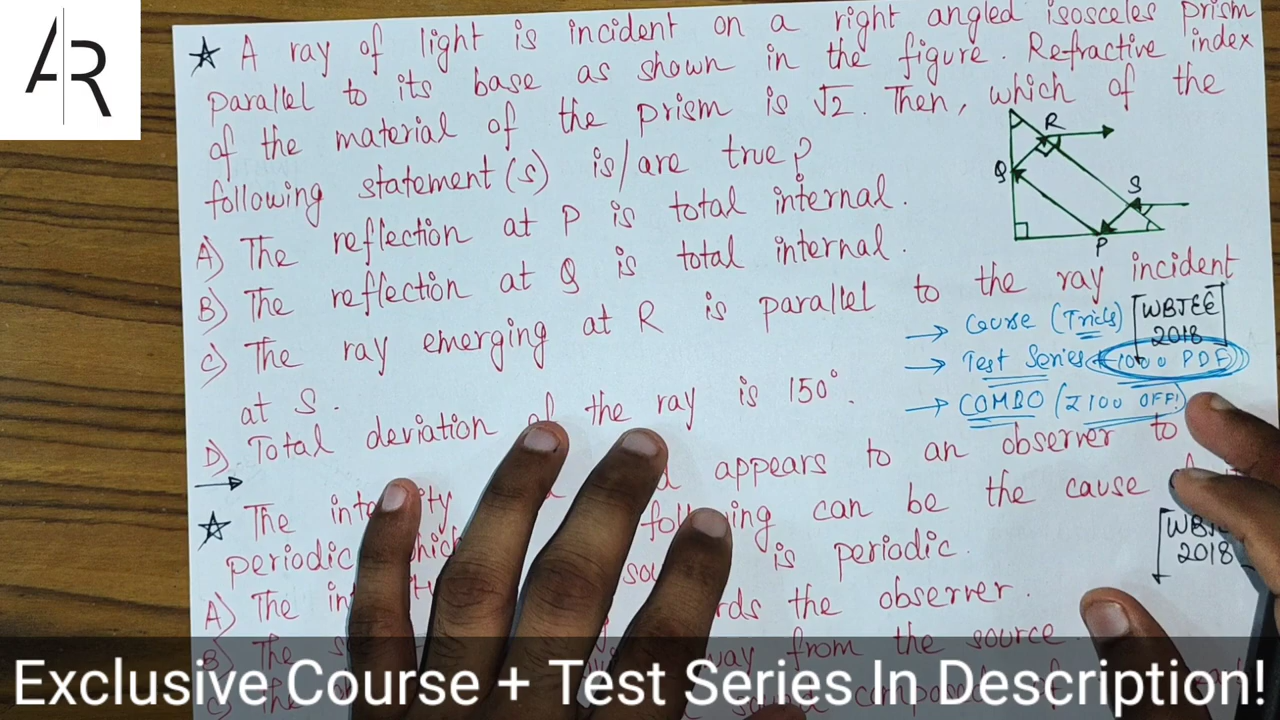 AR
★ A ray of light is incident on a right angled isosceles prism
parallel to its base as shown in the figure. Refractive index
of the material of the prism is √2. Then, which of the
following statement(s) is/are true?
A) The reflection at P is total internal.
B) The reflection at Q is total internal.
C) The ray emerging at R is parallel to the ray incident
at S.
D) Total deviation of the ray is 150°.
R
Q
S
P
→ Course (Tricks)
[WBJEE
2018]
→ Test Series (1000 PDF)
→ COMBO (₹100 OFF!)
★ The appears to an observer to
periodic can be the cause
[
2018
A) The is periodic.
B) The the observer.
the source
Exclusive Course + Test Series In Description!